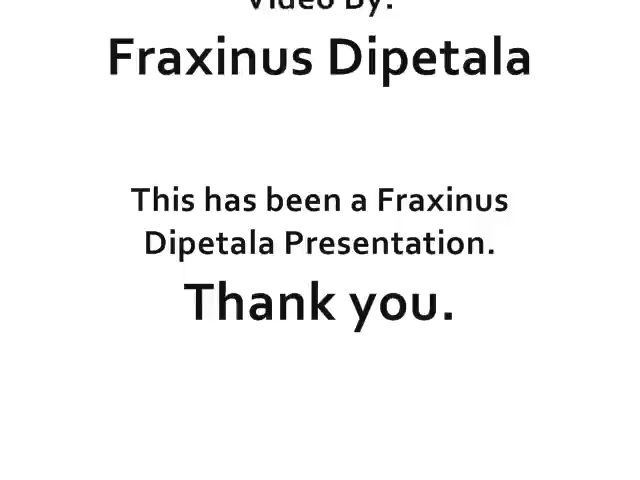 Video By:
Fraxinus Dipetala
This has been a Fraxinus
Dipetala Presentation.
Thank you.